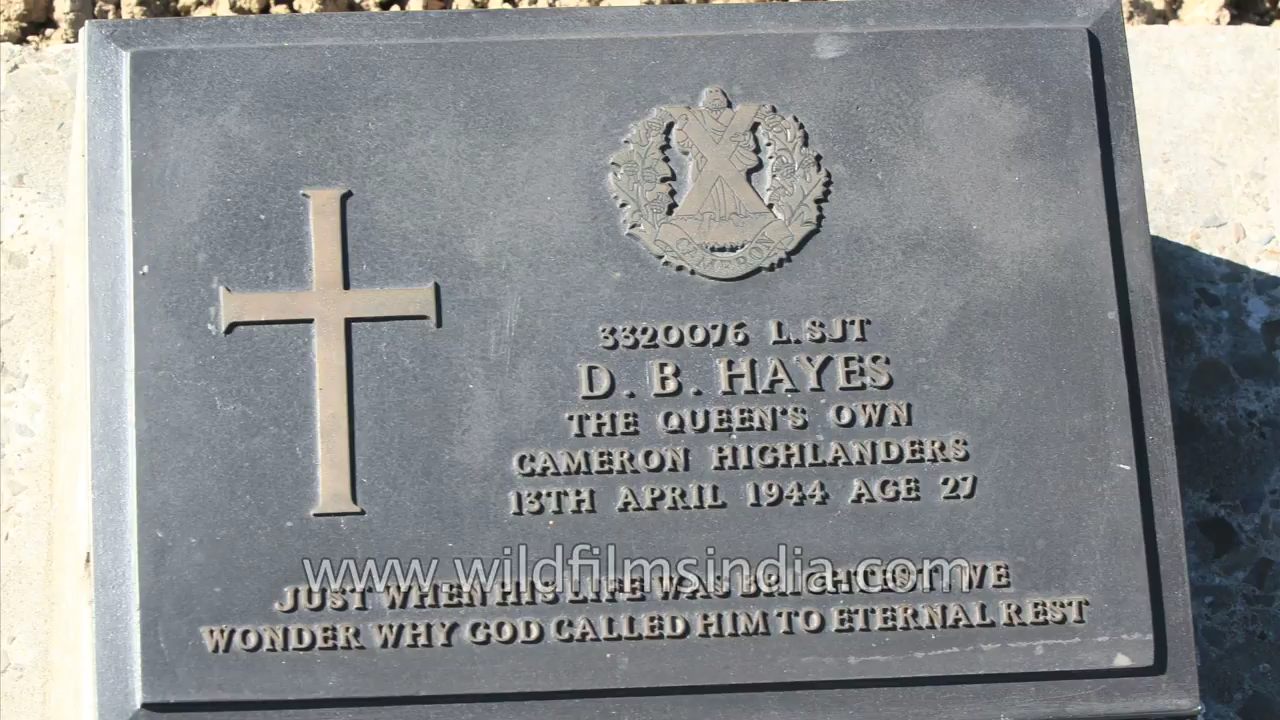 CAMERON
3320076 L.SJT
D. B. HAYES
THE QUEEN'S OWN
CAMERON HIGHLANDERS
13TH APRIL 1944 AGE 27
www.wildfilmsindia.com
JUST WHEN HIS LIFE WAS BRIGHTEST WE
WONDER WHY GOD CALLED HIM TO ETERNAL REST